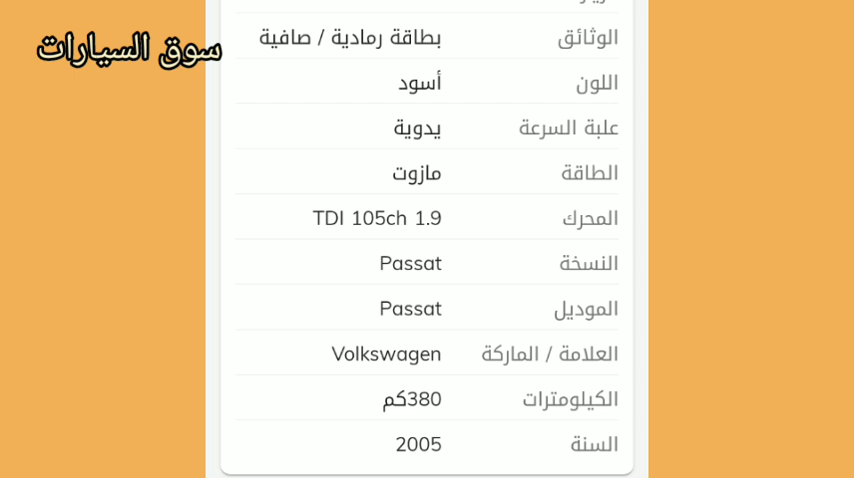 سوق السيارات
الوثائق بطاقة رمادية / صافية
اللون أسود
علبة السرعة يدوية
الطاقة مازوت
المحرك 1.9 TDI 105ch
النسخة Passat
الموديل Passat
العلامة / الماركة Volkswagen
الكيلومترات 380كم
السنة 2005